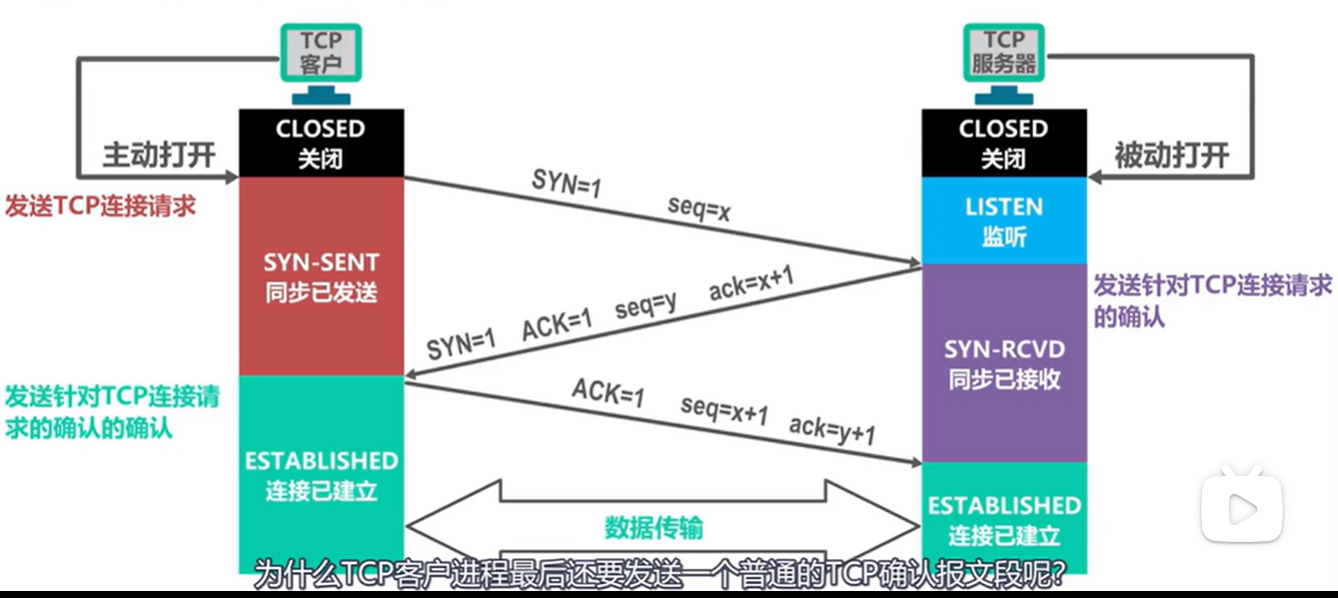 TCP
客户
TCP
服务器
CLOSED
关闭
CLOSED
关闭
主动打开
被动打开
发送TCP连接请求
SYN=1 seq=x
LISTEN
监听
SYN-SENT
同步已发送
SYN=1 ACK=1 seq=y ack=x+1
发送针对TCP连接请求
的确认
SYN-RCVD
同步已接收
发送针对TCP连接请
求的确认的确认
ACK=1 seq=x+1 ack=y+1
ESTABLISHED
连接已建立
数据传输
ESTABLISHED
连接已建立
为什么TCP客户进程最后还要发送一个普通的TCP确认报文段呢?